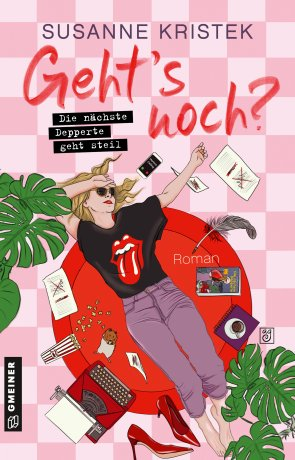 SUSANNE KRISTEK
Geht's
noch?
Die nächste
Depperte
geht steil
Roman
GMEINER